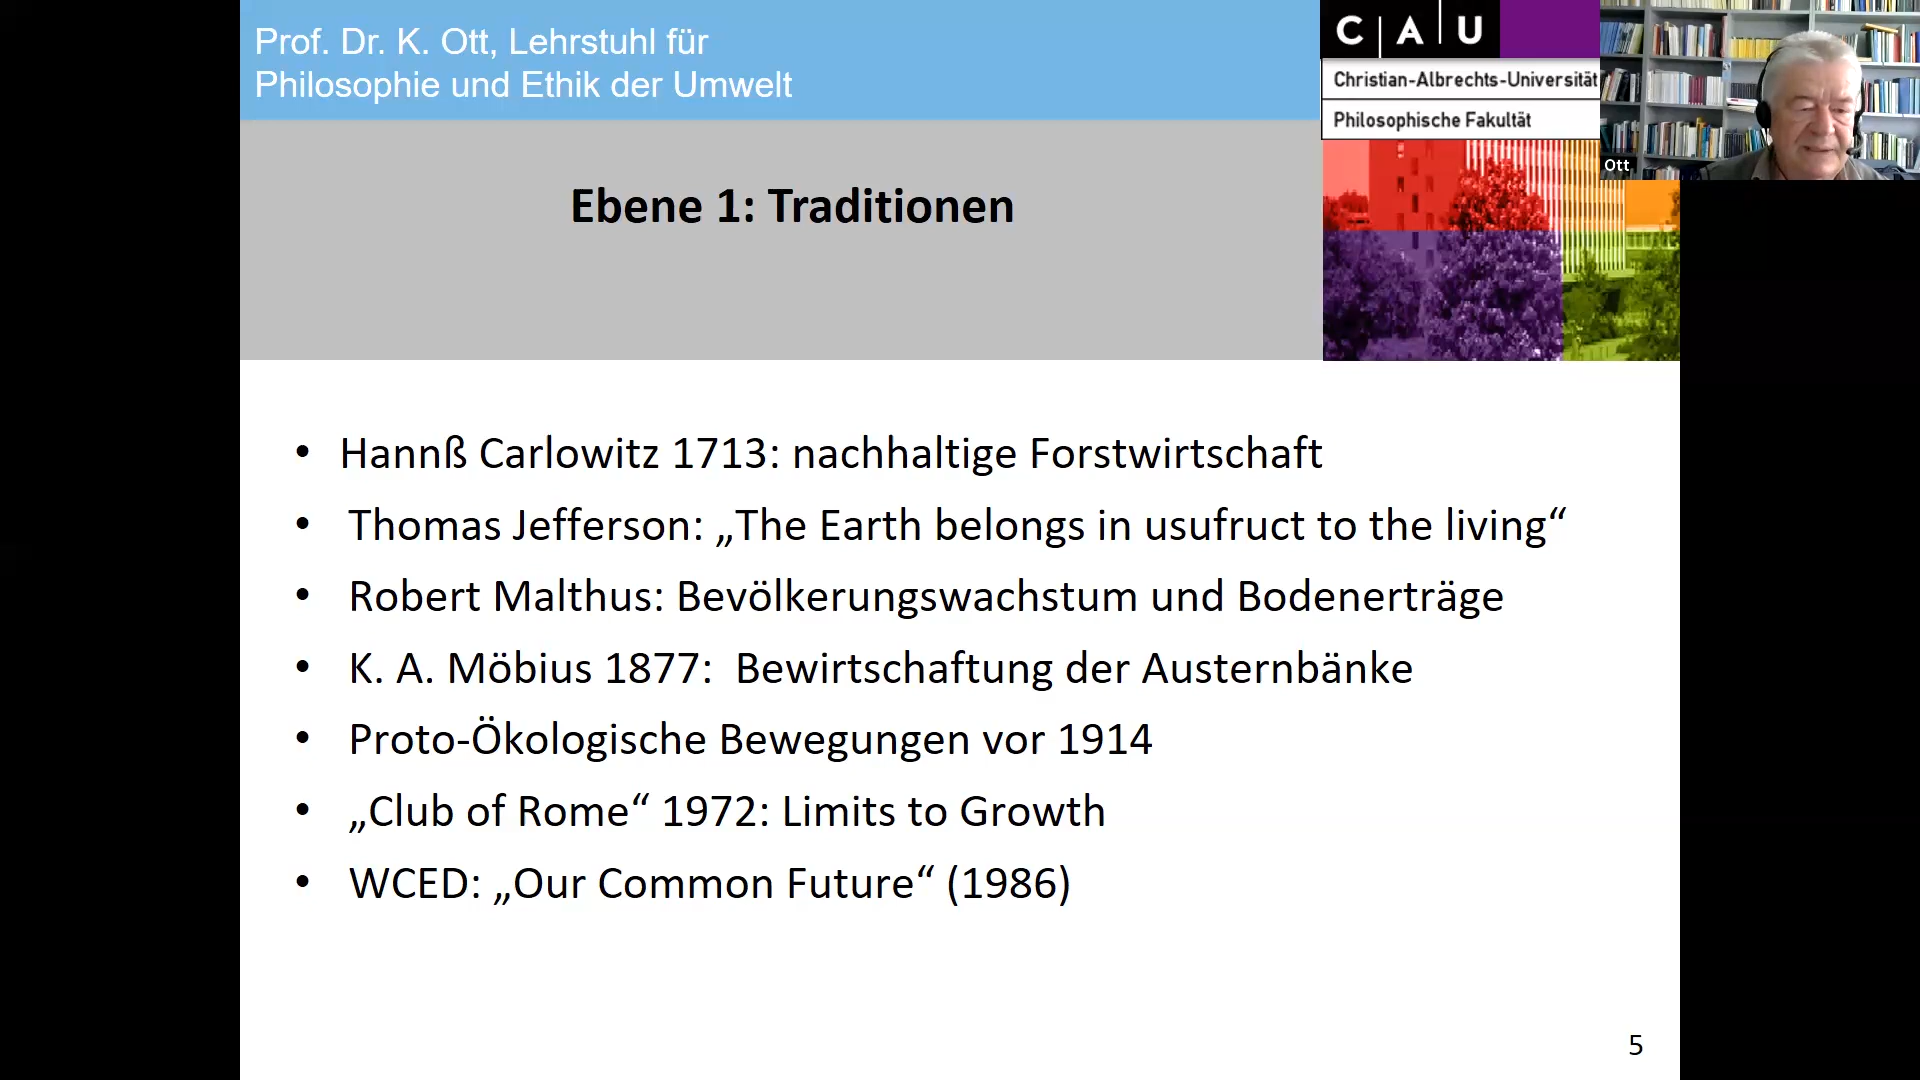 Prof. Dr. K. Ott, Lehrstuhl für
Philosophie und Ethik der Umwelt
C A U
Christian-Albrechts-Universität
Philosophische Fakultät
Ott
Ebene 1: Traditionen
• Hannß Carlowitz 1713: nachhaltige Forstwirtschaft
• Thomas Jefferson: „The Earth belongs in usufruct to the living“
• Robert Malthus: Bevölkerungswachstum und Bodenerträge
• K. A. Möbius 1877: Bewirtschaftung der Austernbänke
• Proto-Ökologische Bewegungen vor 1914
• „Club of Rome“ 1972: Limits to Growth
• WCED: „Our Common Future“ (1986)
5